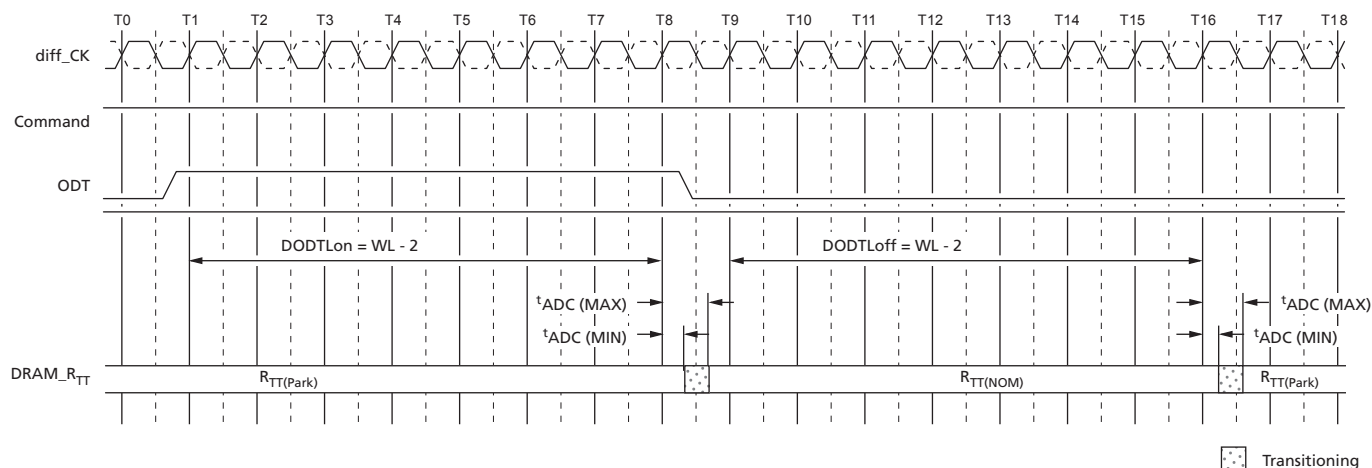 T0 T1 T2 T3 T4 T5 T6 T7 T8 T9 T10 T11 T12 T13 T14 T15 T16 T17 T18
diff_CK
Command
ODT
DODTLon = WL - 2 DODTLoff = WL - 2
tADC (MAX) tADC (MAX)
tADC (MIN) tADC (MIN)
DRAM_RTT RTT(Park) RTT(NOM) RTT(Park)
Transitioning